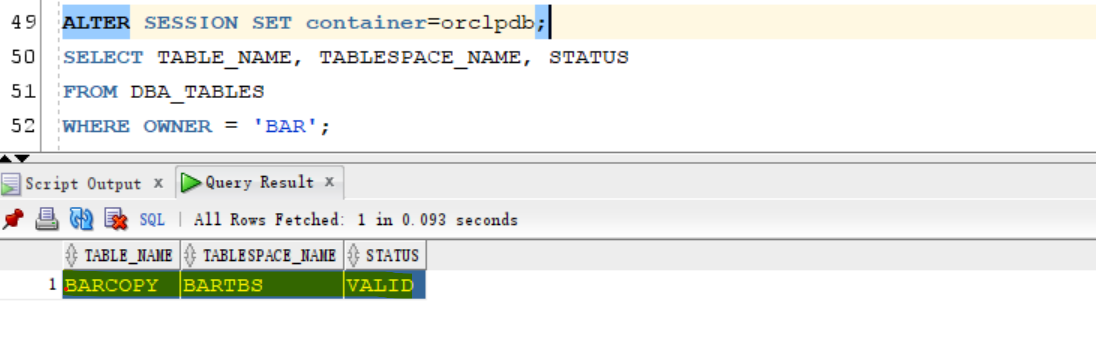 49 ALTER SESSION SET container=orclpdb;
50 SELECT TABLE_NAME, TABLESPACE_NAME, STATUS
51 FROM DBA_TABLES
52 WHERE OWNER = 'BAR';
Script Output x Query Result x
SQL | All Rows Fetched: 1 in 0.093 seconds
TABLE_NAME TABLESPACE_NAME STATUS
1 BARCOPY BARTBS VALID